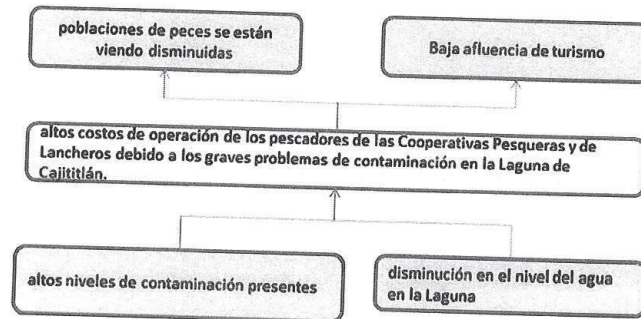 poblaciones de peces se están
viendo disminuidas
Baja afluencia de turismo
altos costos de operación de los pescadores de las Cooperativas Pesqueras y de
Lancheros debido a los graves problemas de contaminación en la Laguna de
Cajititlán.
altos niveles de contaminación presentes
disminución en el nivel del agua
en la Laguna